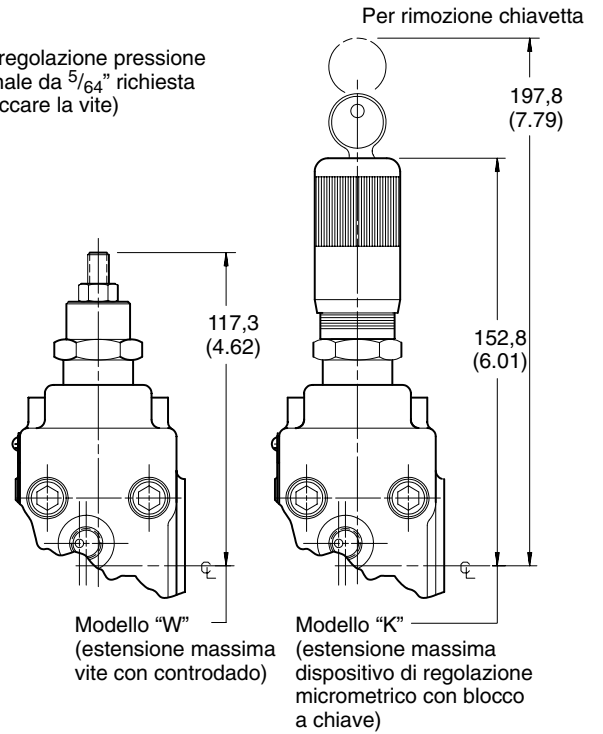 Per rimozione chiavetta
regolazione pressione
nale da 5/64” richiesta
ccare la vite)
197,8
(7.79)
117,3
(4.62)
152,8
(6.01)
Modello “W”
(estensione massima
vite con controdado)
Modello “K”
(estensione massima
dispositivo di regolazione
micrometrico con blocco
a chiave)